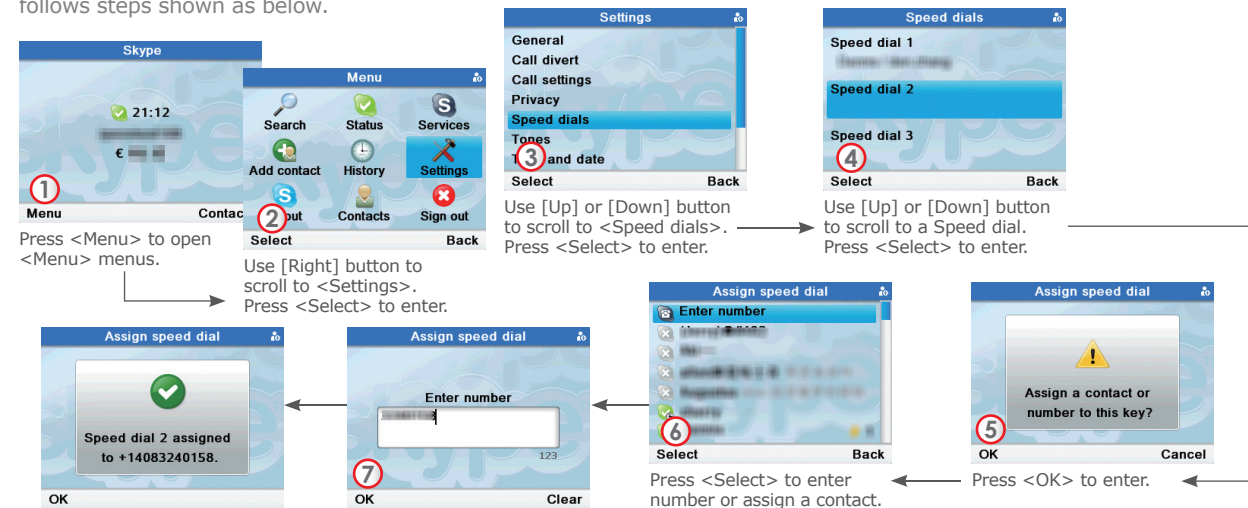 follows steps shown as below.
Skype
21:12
€
1
Menu
Press <Menu> to open
<Menu> menus.
Menu
Search Status Services
Add contact History Settings
Contacts Sign out
2
Select Back
Use [Right] button to
scroll to <Settings>.
Press <Select> to enter.
Settings
General
Call divert
Call settings
Privacy
Speed dials
Tones
and date
3
Select Back
Use [Up] or [Down] button
to scroll to <Speed dials>.
Press <Select> to enter.
Speed dials
Speed dial 1
Speed dial 2
Speed dial 3
4
Select Back
Use [Up] or [Down] button
to scroll to a Speed dial.
Press <Select> to enter.
Assign speed dial
Assign a contact or
number to this key?
5
OK Cancel
Press <OK> to enter.
Assign speed dial
Enter number
6
Select Back
Press <Select> to enter
number or assign a contact.
Assign speed dial
Enter number
123
7
OK Clear
Assign speed dial
Speed dial 2 assigned
to +14083240158.
OK